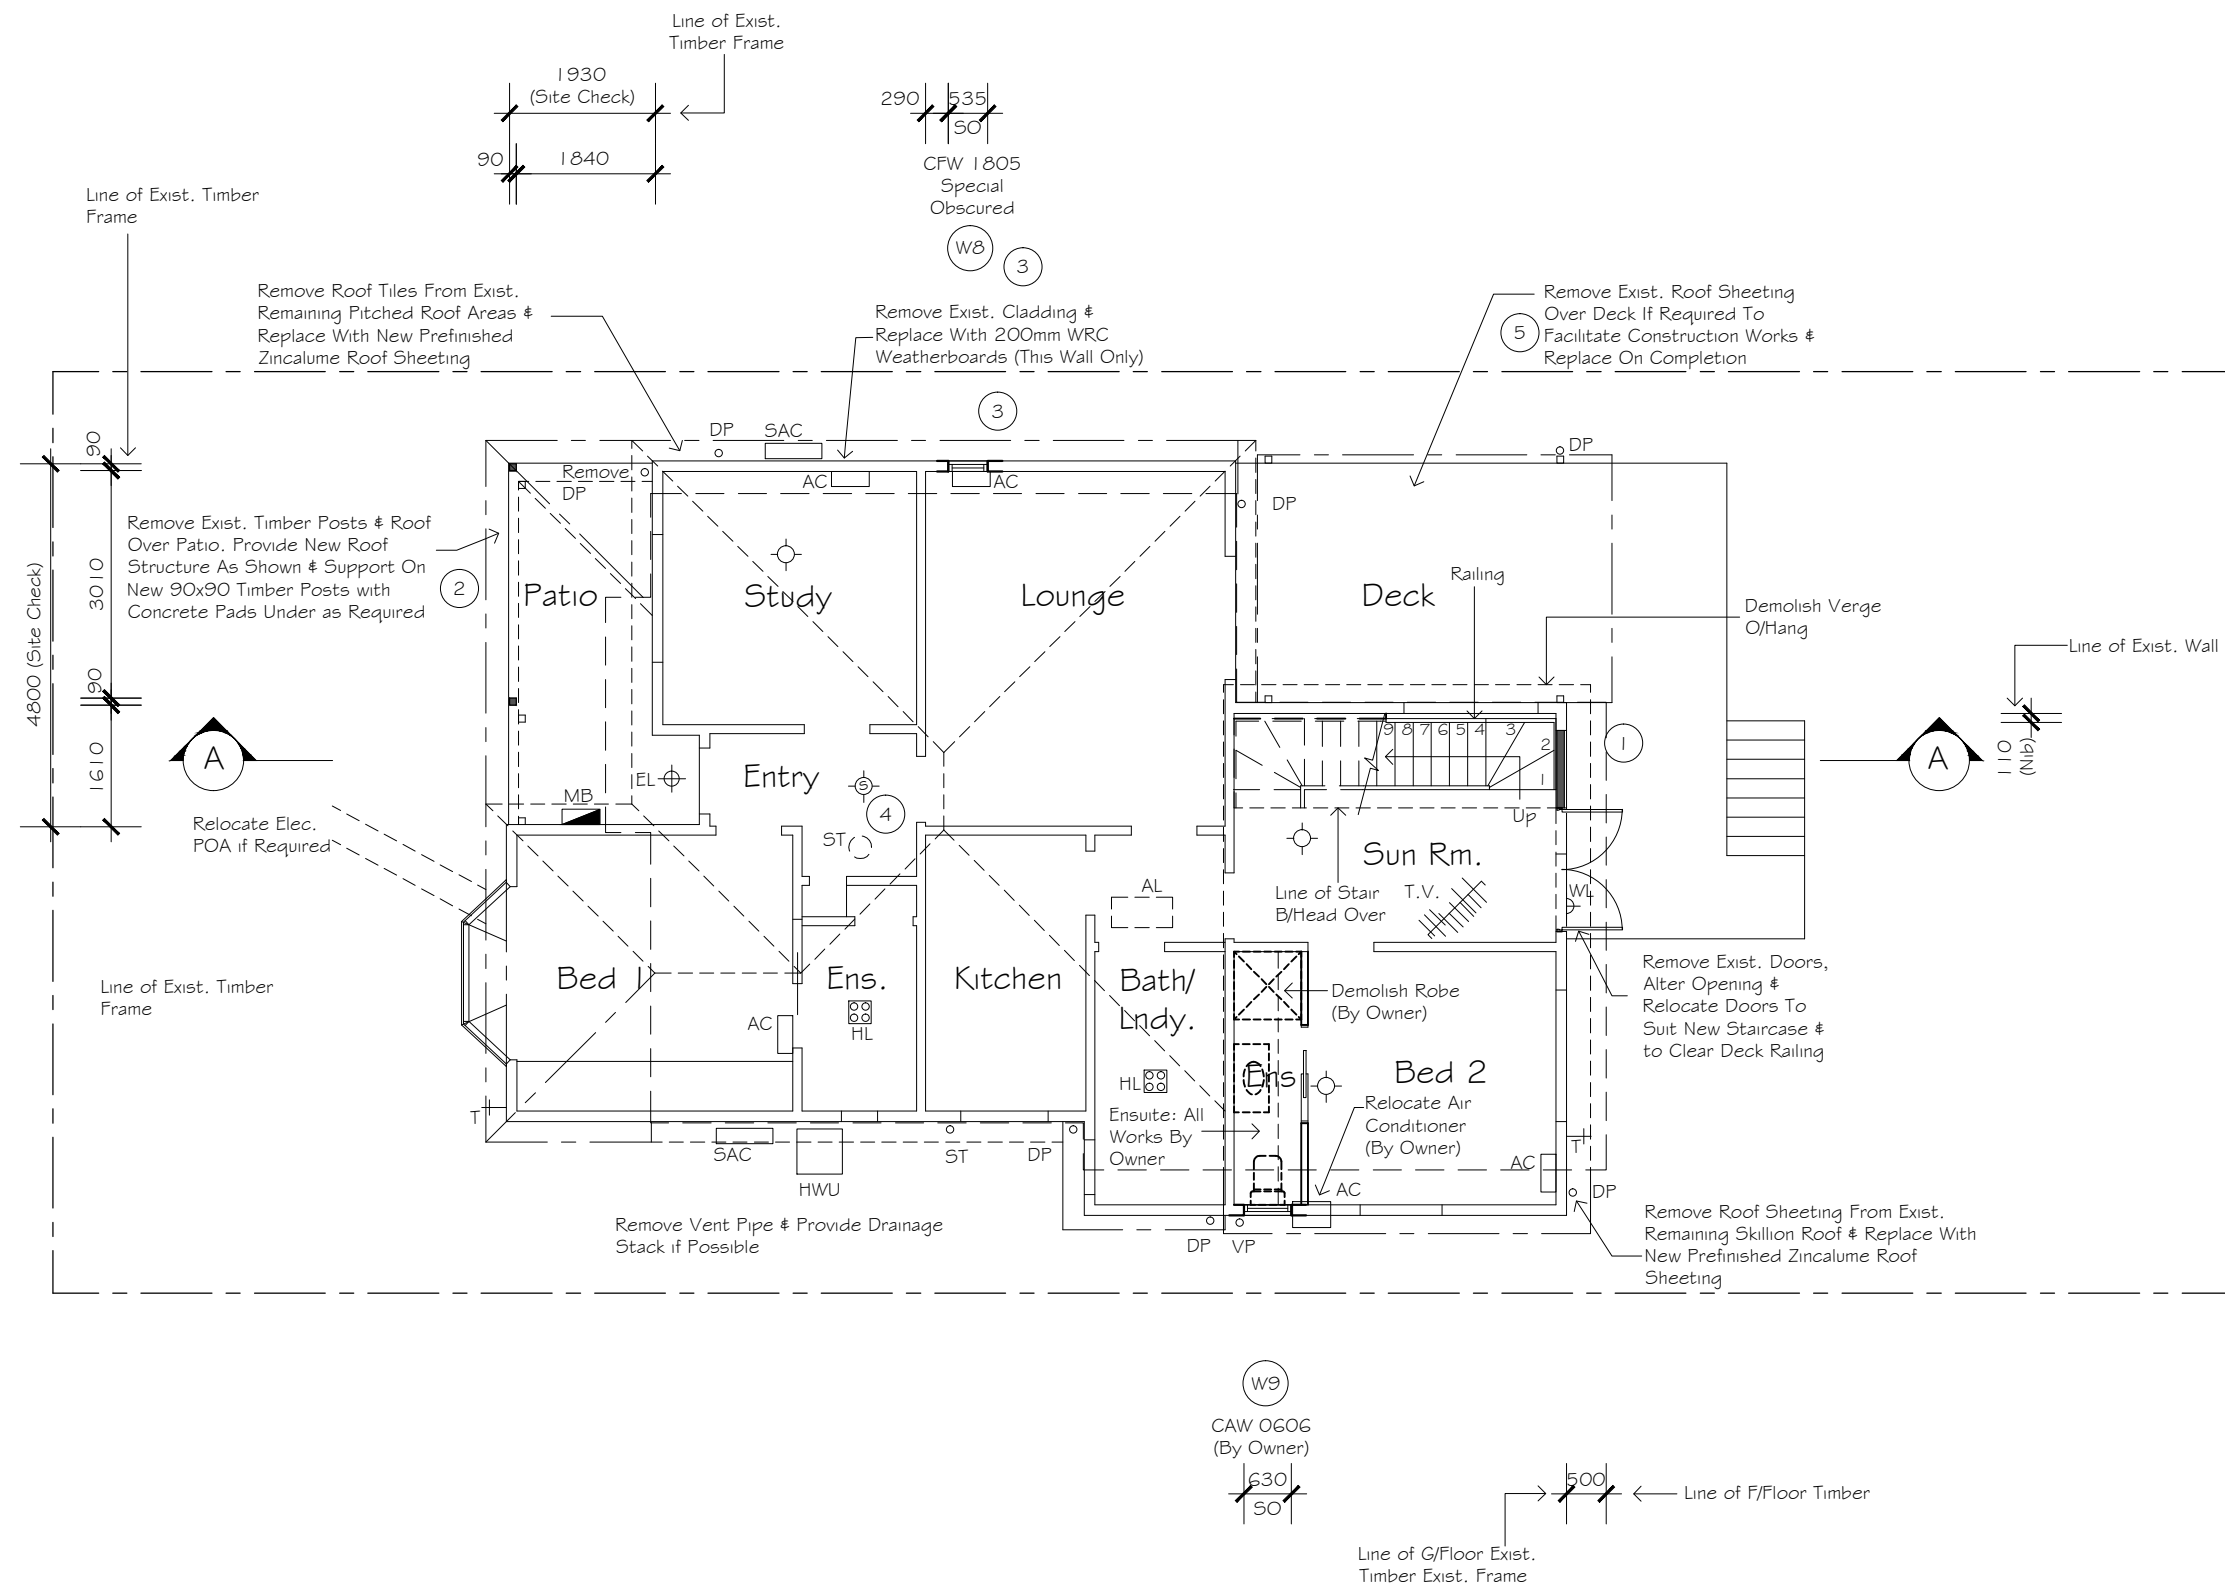 Line of Exist.
Timber Frame
1930
(Site Check)
290
535
SO
90
1840
CFW 1805
Special
Obscured
W8
3
Line of Exist. Timber
Frame
Remove Roof Tiles From Exist.
Remaining Pitched Roof Areas &
Replace With New Prefinished
Zincalume Roof Sheeting
Remove Exist. Cladding &
Replace With 200mm WRC
Weatherboards (This Wall Only)
5
Remove Exist. Roof Sheeting
Over Deck If Required To
Facilitate Construction Works &
Replace On Completion
3
DP
SAC
DP
90
Remove
DP
AC
AC
DP
Remove Exist. Timber Posts & Roof
Over Patio. Provide New Roof
Structure As Shown & Support On
New 90x90 Timber Posts with
Concrete Pads Under as Required
2
4800 (Site Check)
3010
90
1610
Patio
Study
Lounge
Deck
Railing
Demolish Verge
O/Hang
Line of Exist. Wall
110
(Nib)
A
A
1
9 8 7 6 5 4 3
2
1
Up
EL
Entry
S
4
MB
ST
Relocate Elec.
POA if Required
Sun Rm.
Line of Stair
B/Head Over
T.V.
WL
AL
Line of Exist. Timber
Frame
Bed 1
Ens.
Kitchen
Bath/
Lndy.
AC
HL
HL
Demolish Robe
(By Owner)
Remove Exist. Doors,
Alter Opening &
Relocate Doors To
Suit New Staircase &
to Clear Deck Railing
Ens
Bed 2
Ensuite: All
Works By
Owner
Relocate Air
Conditioner
(By Owner)
T
T
SAC
HWU
ST
DP
AC
AC
DP
DP
VP
Remove Vent Pipe & Provide Drainage
Stack if Possible
Remove Roof Sheeting From Exist.
Remaining Skillion Roof & Replace With
New Prefinished Zincalume Roof
Sheeting
W9
CAW 0606
(By Owner)
630
SO
500
Line of F/Floor Timber
Line of G/Floor Exist.
Timber Exist. Frame